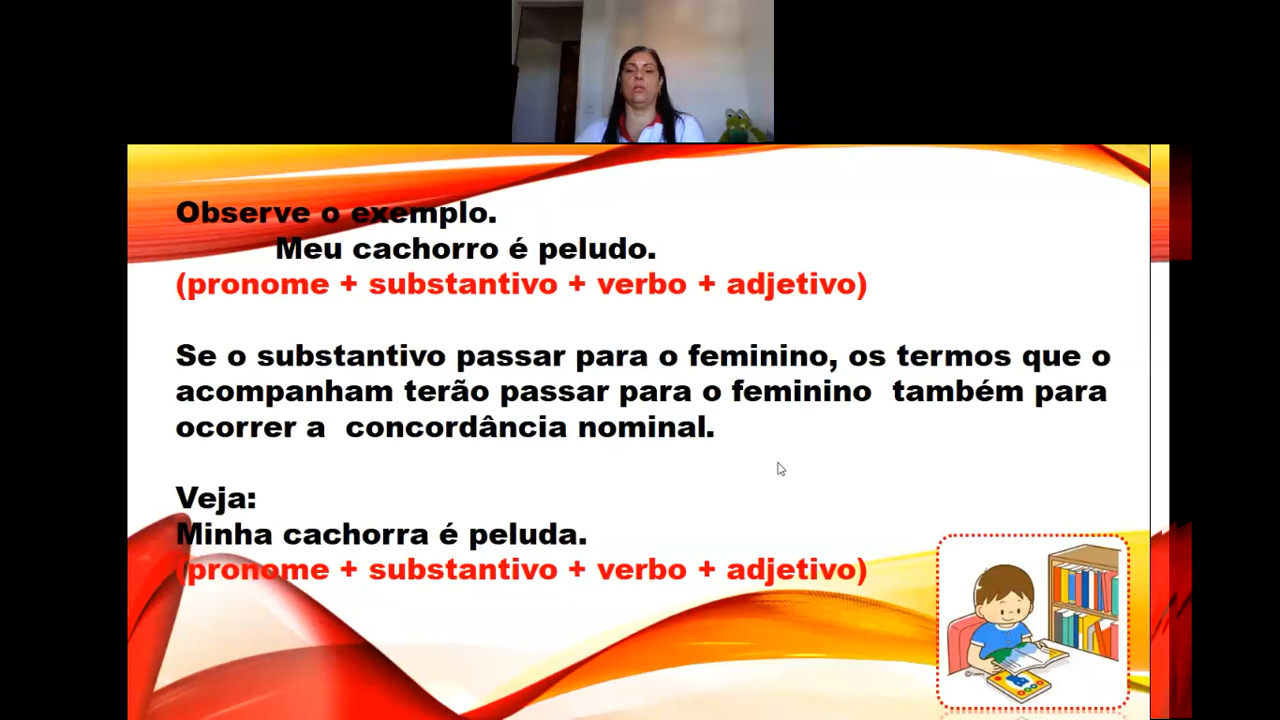 Observe o exemplo.
Meu cachorro é peludo.
(pronome + substantivo + verbo + adjetivo)
Se o substantivo passar para o feminino, os termos que o
acompanham terão passar para o feminino também para
ocorrer a concordância nominal.
Veja:
Minha cachorra é peluda.
(pronome + substantivo + verbo + adjetivo)